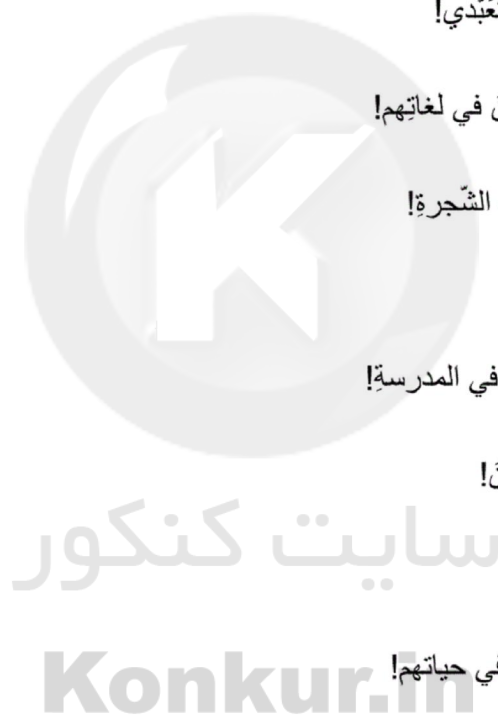 تَعَبّدي!
في لغاتِهم!
الشّجرةِ!
في المدرسةِ!
سایت کنکور
في حياتهم!
Konkur.in